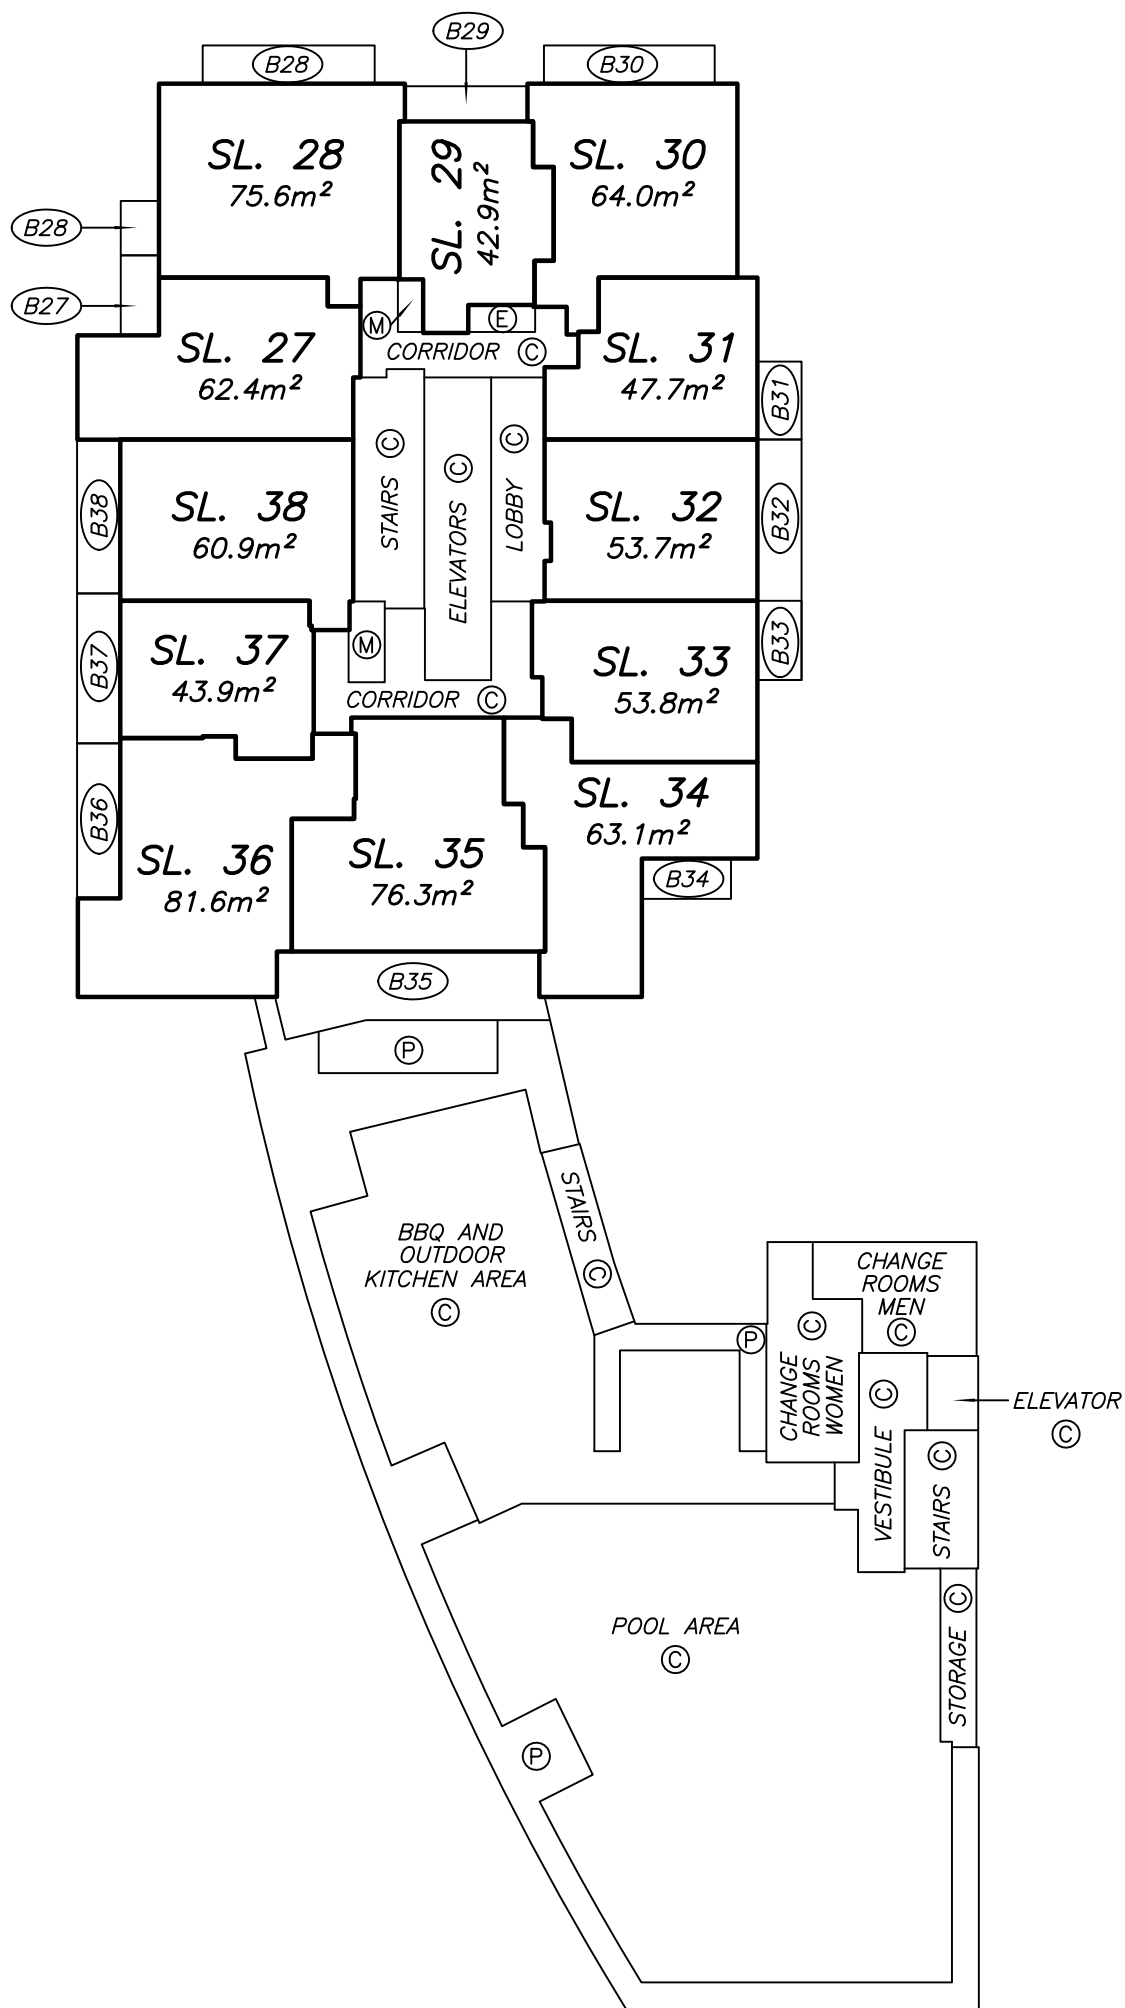 B29
B28
B30
SL. 28
75.6m²
SL. 29
42.9m²
SL. 30
64.0m²
B28
B27
M
E
CORRIDOR C
SL. 27
62.4m²
SL. 31
47.7m²
B31
STAIRS C
ELEVATORS C
LOBBY C
B38
SL. 38
60.9m²
SL. 32
53.7m²
B32
B37
SL. 37
43.9m²
M
SL. 33
53.8m²
B33
CORRIDOR C
B36
SL. 36
81.6m²
SL. 35
76.3m²
SL. 34
63.1m²
B34
B35
P
STAIRS C
BBQ AND
OUTDOOR
KITCHEN AREA
C
CHANGE
ROOMS
MEN
C
P
CHANGE
ROOMS
WOMEN
C
VESTIBULE C
ELEVATOR
C
STAIRS C
POOL AREA
C
STORAGE C
P